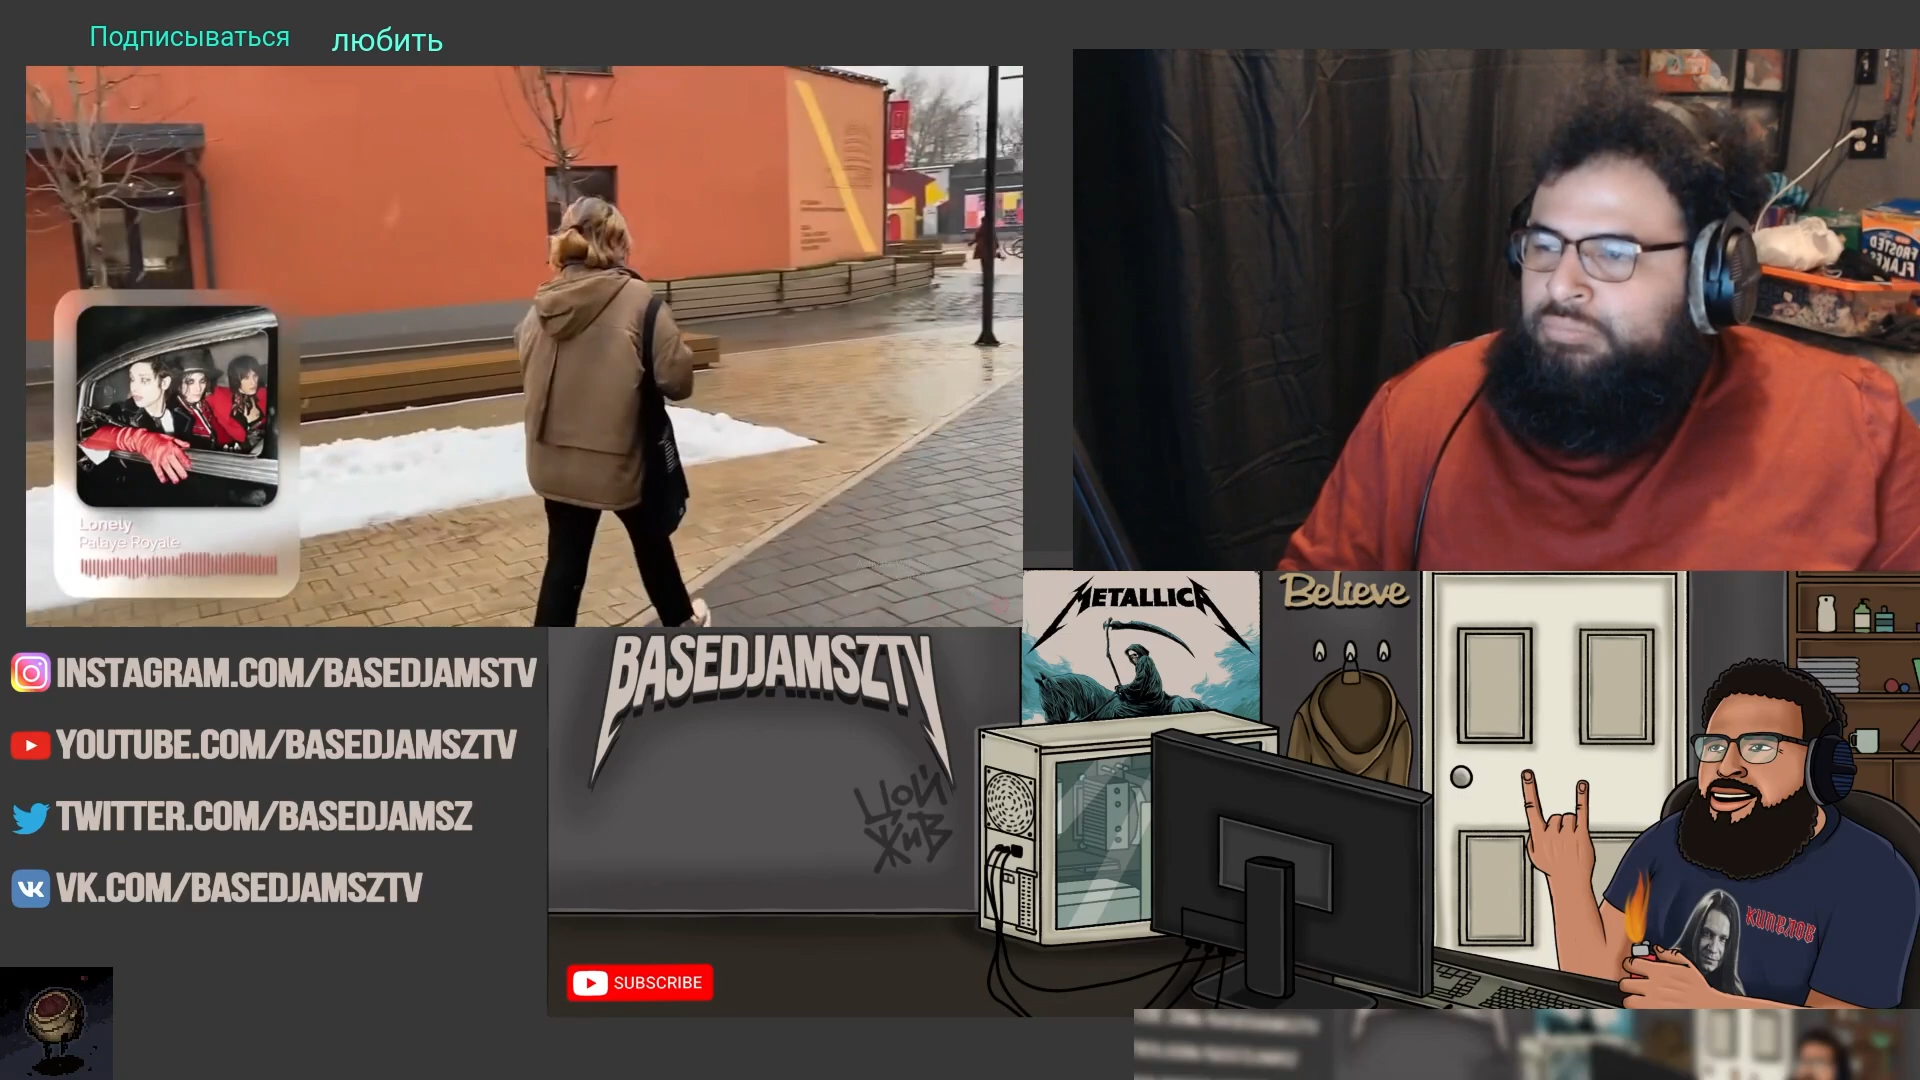 Подписываться
любить
Lonely
Palaye Royale
FROSTED
FLAKES
INSTAGRAM.COM/BASEDJAMSTV
YOUTUBE.COM/BASEDJAMSZTV
TWITTER.COM/BASEDJAMSZ
VK.COM/BASEDJAMSZTV
BASEDJAMSZTV
METALLICA
Believe
Цой
Жив
КИПЕЛОВ
SUBSCRIBE